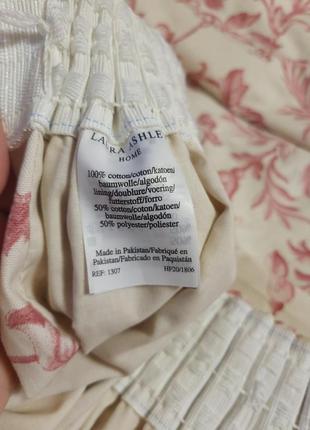 LAURA ASHLEY
HOME
100% cotton/coton/katoen/
baumwolle/algodón
lining/doublure/voering/
futterstoff/forro
50% cotton/coton/katoen/
baumwolle/algodón
50% polyester/poliester
Made in Pakistan/Fabriqué en
Pakistan/Fabricado en Paquistán
REF: 1307 HF20/1806